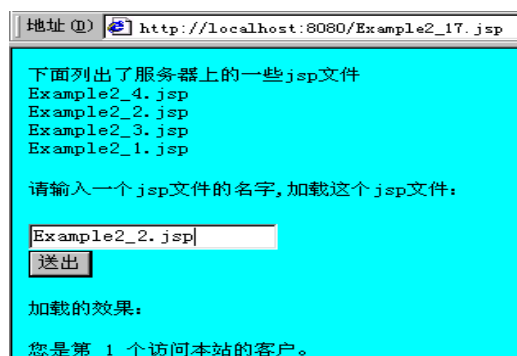 地址(D) http://localhost:8080/Example2_17.jsp
下面列出了服务器上的一些jsp文件
Example2_4.jsp
Example2_2.jsp
Example2_3.jsp
Example2_1.jsp
请输入一个jsp文件的名字,加载这个jsp文件:
Example2_2.jsp
送出
加载的效果:
您是第 1 个访问本站的客户。